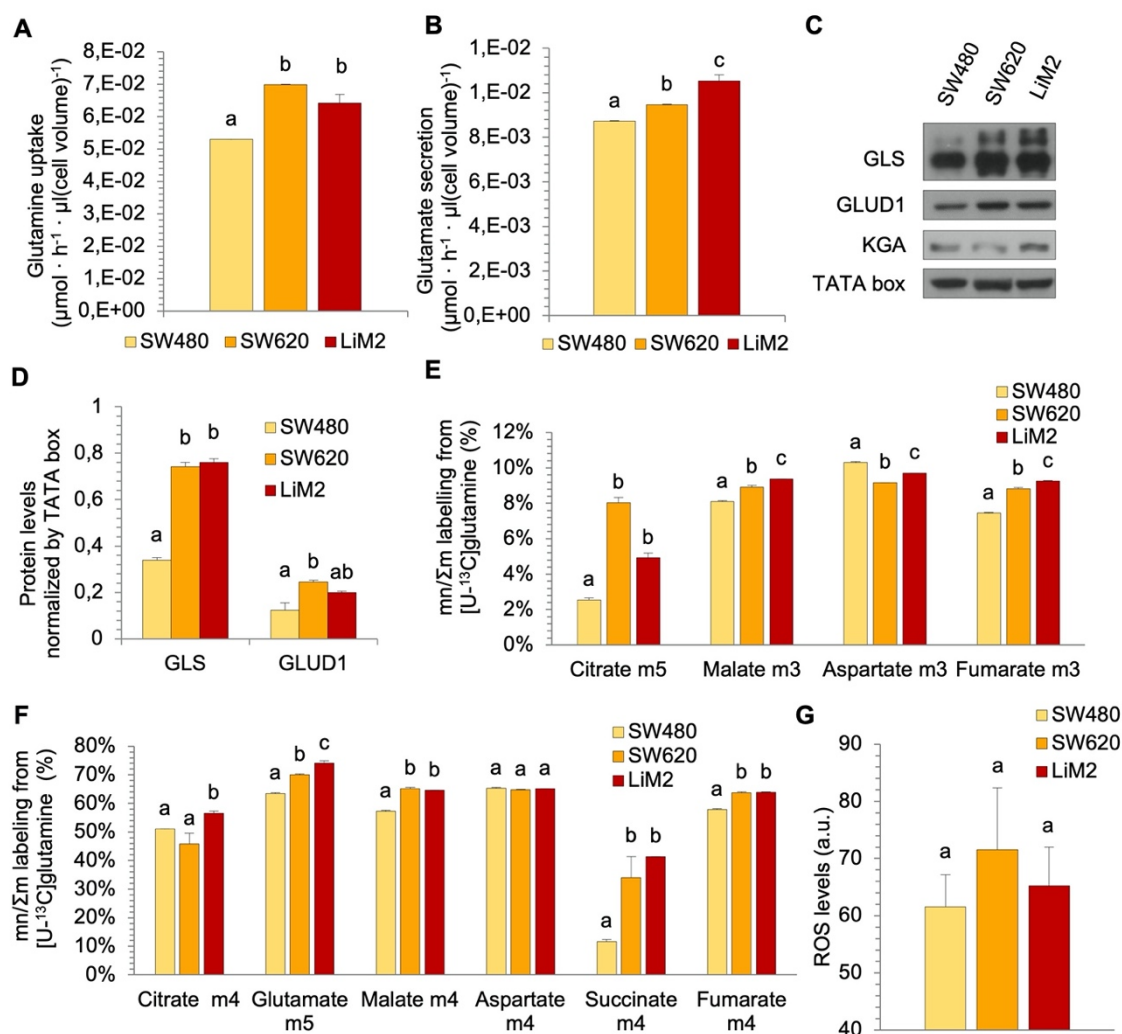 A
Glutamine uptake
(µmol · h⁻¹ · µl(cell volume)⁻¹)
8,E-02
7,E-02
6,E-02
5,E-02
4,E-02
3,E-02
2,E-02
1,E-02
0,E+00
a
b
b
SW480 SW620 LiM2
B
Glutamate secretion
(µmol · h⁻¹ · µl(cell volume)⁻¹)
1,E-02
1,E-02
8,E-03
6,E-03
4,E-03
2,E-03
0,E+00
a
b
c
SW480 SW620 LiM2
C
SW480
SW620
LiM2
GLS
GLUD1
KGA
TATA box
D
Protein levels
normalized by TATA box
1
0,8
0,6
0,4
0,2
0
a
b
b
a
b
ab
SW480
SW620
LiM2
GLS
GLUD1
E
mn/Σm labeling from
[U-¹³C]glutamine (%)
12%
10%
8%
6%
4%
2%
0%
SW480
SW620
LiM2
a
b
c
a
b
c
a
b
c
a
b
c
Citrate m5
Malate m3
Aspartate m3
Fumarate m3
F
mn/Σm labeling from
[U-¹³C]glutamine (%)
80%
70%
60%
50%
40%
30%
20%
10%
0%
SW480
SW620
LiM2
a
a
b
a
b
c
a
b
b
a
a
a
a
b
b
a
b
b
Citrate m4
Glutamate
m5
Malate m4
Aspartate
m4
Succinate
m4
Fumarate m4
G
ROS levels (a.u.)
90
80
70
60
50
40
SW480
SW620
LiM2
a
a
a